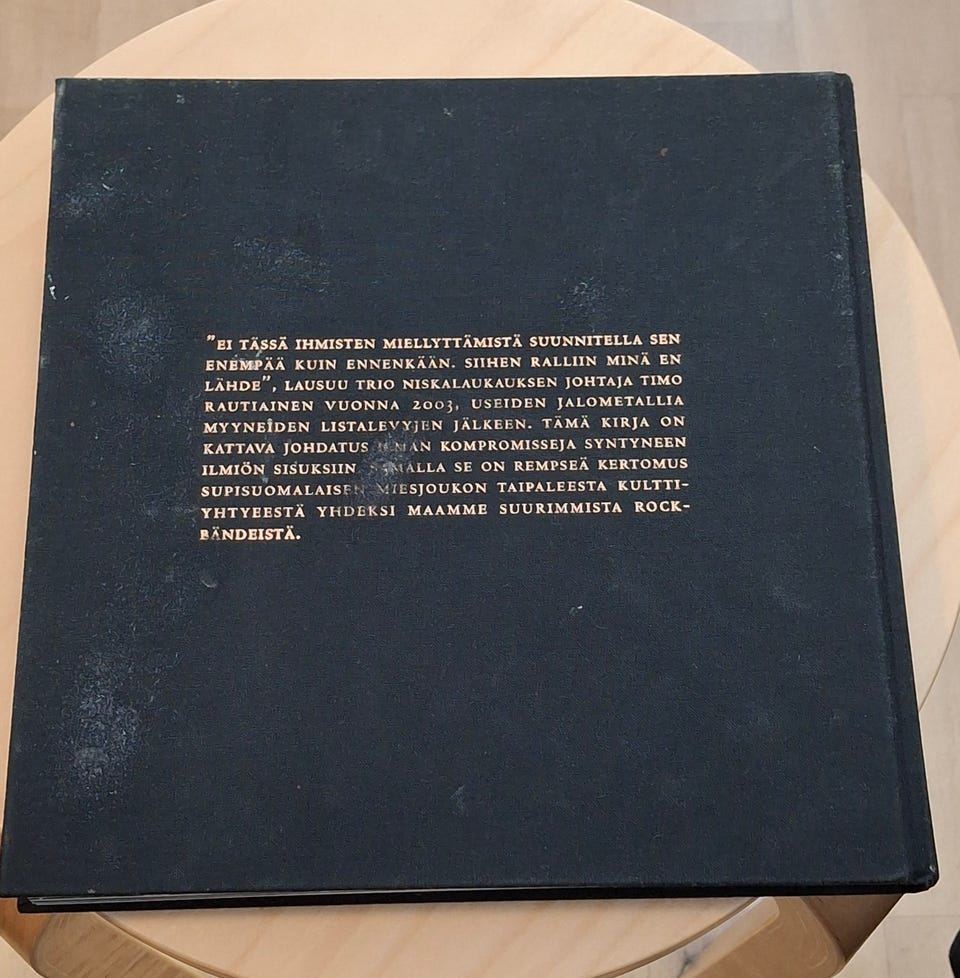 "EI TÄSSÄ IHMISTEN MIELLYTTÄMISTÄ SUUNNITELLA SEN
ENEMPÄÄ KUIN ENNENKÄÄN. SIIHEN RALLIIN MINÄ EN
LÄHDE", LAUSUU TRIO NISKALAUKAUKSEN JOHTAJA TIMO
RAUTIAINEN VUONNA 2003, USEIDEN JALOMETALLIA
MYYNEIDEN LISTALEVYJEN JÄLKEEN. TÄMÄ KIRJA ON
KATTAVA JOHDATUS ILMAN KOMPROMISSEJA SYNTYNEEN
ILMIÖN SISUKSIIN. SAMALLA SE ON REMPSEÄ KERTOMUS
SUPISUOMALAISEN MIESJOUKON TAIPALEESTA KULTTI-
YHTYEESTÄ YHDEKSI MAAMME SUURIMMISTA ROCK-
BÄNDEISTÄ.